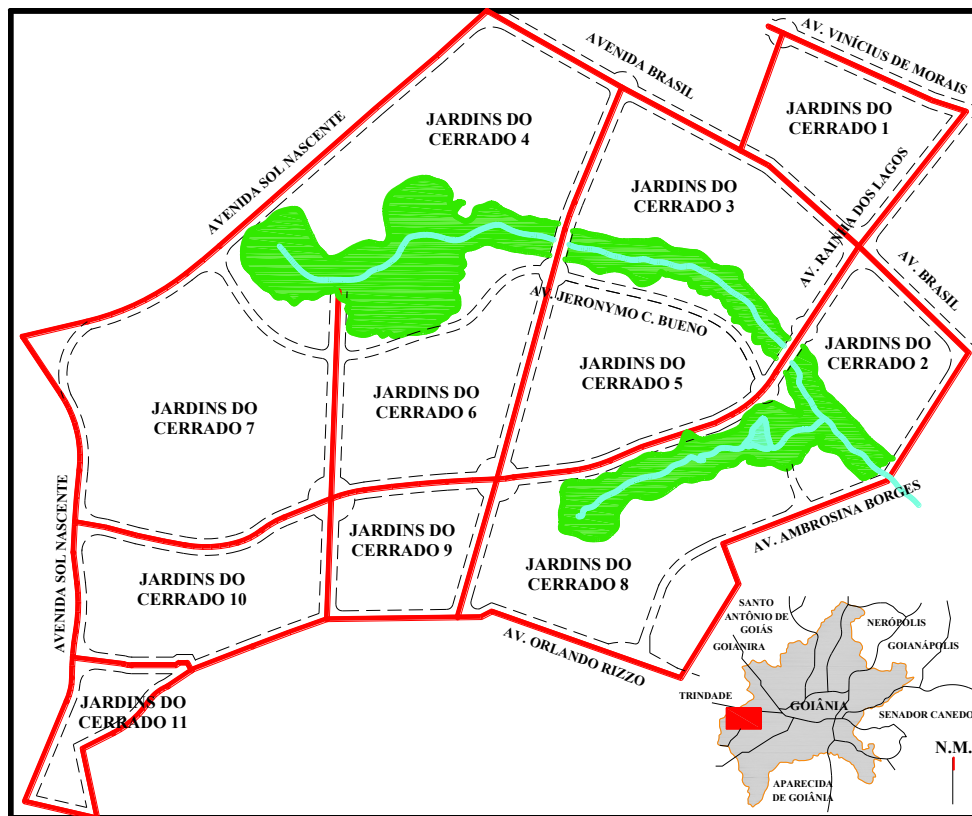 AV. VINÍCIUS DE MORAIS
AVENIDA BRASIL
JARDINS DO
CERRADO 1
JARDINS DO
CERRADO 4
AVENIDA SOL NASCENTE
JARDINS DO
CERRADO 3
AV. RAINHA DOS LAGOS
AV. BRASIL
AV. JERONYMO C. BUENO
JARDINS DO
CERRADO 2
JARDINS DO
CERRADO 5
JARDINS DO
CERRADO 6
JARDINS DO
CERRADO 7
AV. AMBROSINA BORGES
JARDINS DO
CERRADO 9
JARDINS DO
CERRADO 8
JARDINS DO
CERRADO 10
AVENIDA SOL NASCENTE
AV. ORLANDO RIZZO
JARDINS DO
CERRADO 11
SANTO
ANTÔNIO DE
GOIÁS
NERÓPOLIS
GOIANIRA
GOIANÁPOLIS
TRINDADE
GOIÂNIA
SENADOR CANEDO
N.M.
APARECIDA
DE GOIÂNIA